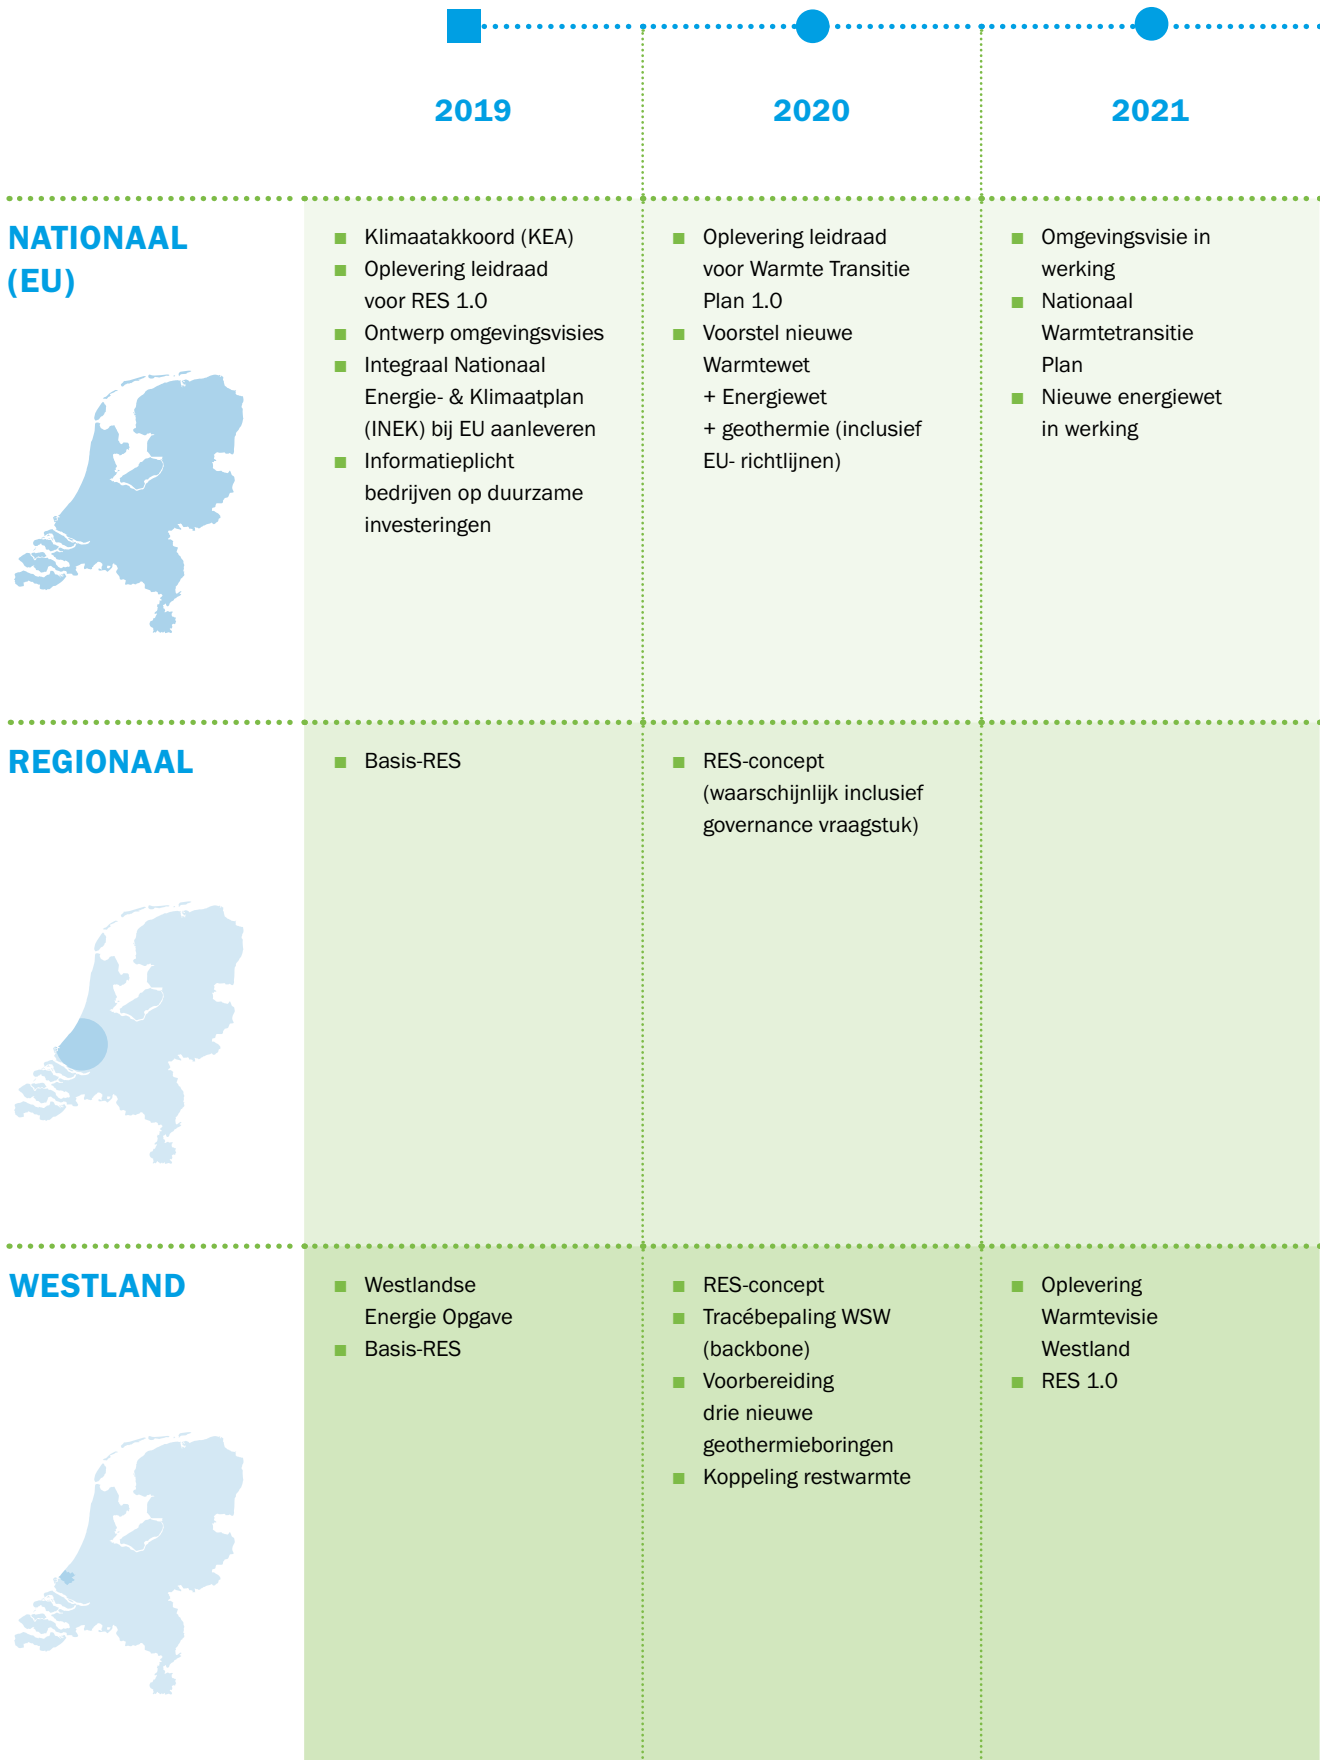 2019
2020
2021
NATIONAAL
(EU)
Klimaatakkoord (KEA)
Oplevering leidraad
voor RES 1.0
Ontwerp omgevingsvisies
Integraal Nationaal
Energie- & Klimaatplan
(INEK) bij EU aanleveren
Informatieplicht
bedrijven op duurzame
investeringen
Oplevering leidraad
voor Warmte Transitie
Plan 1.0
Voorstel nieuwe
Warmtewet
+ Energiewet
+ geothermie (inclusief
EU- richtlijnen)
Omgevingsvisie in
werking
Nationaal
Warmtetransitie
Plan
Nieuwe energiewet
in werking
REGIONAAL
Basis-RES
RES-concept
(waarschijnlijk inclusief
governance vraagstuk)
WESTLAND
Westlandse
Energie Opgave
Basis-RES
RES-concept
Tracébepaling WSW
(backbone)
Voorbereiding
drie nieuwe
geothermieboringen
Koppeling restwarmte
Oplevering
Warmtevisie
Westland
RES 1.0